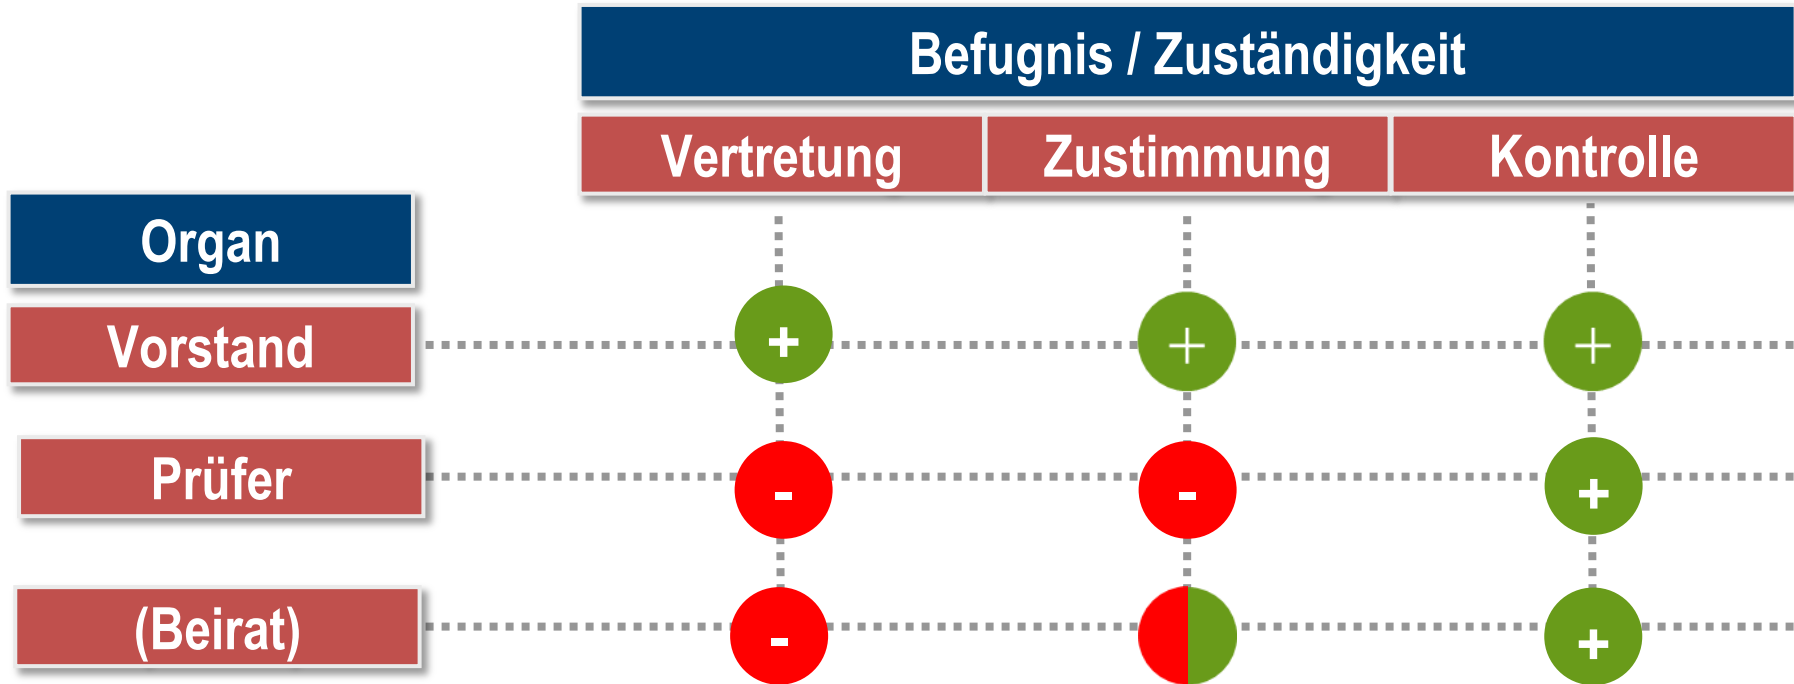 Befugnis / Zuständigkeit
Vertretung Zustimmung Kontrolle
Organ
Vorstand + + +
Prüfer - - +
(Beirat) - +